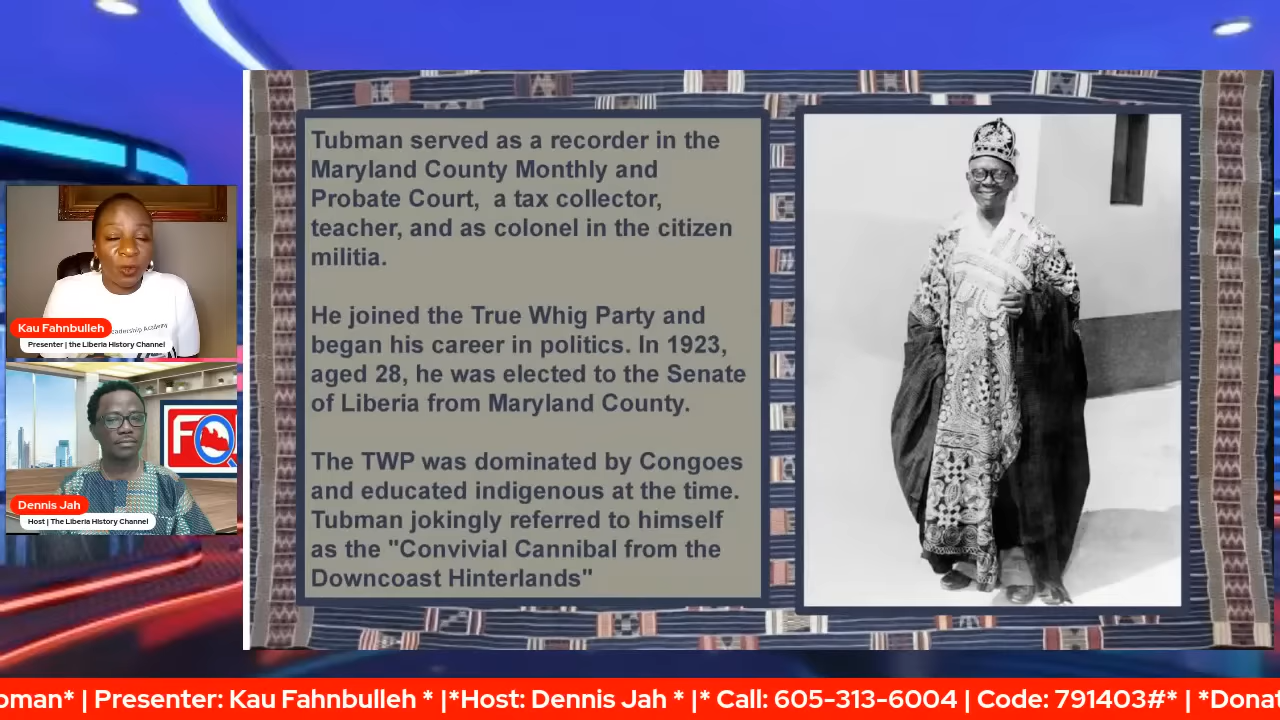 Tubman served as a recorder in the
Maryland County Monthly and
Probate Court, a tax collector,
teacher, and as colonel in the citizen
militia.
He joined the True Whig Party and
began his career in politics. In 1923,
aged 28, he was elected to the Senate
of Liberia from Maryland County.
The TWP was dominated by Congoes
and educated indigenous at the time.
Tubman jokingly referred to himself
as the "Convivial Cannibal from the
Downcoast Hinterlands"
eadership Academy
Kau Fahnbulleh
Presenter | the Liberia History Channel
F
Dennis Jah
Host | The Liberia History Channel
oman* | Presenter: Kau Fahnbulleh * |*Host: Dennis Jah * |* Call: 605-313-6004 | Code: 791403#* | *Donat